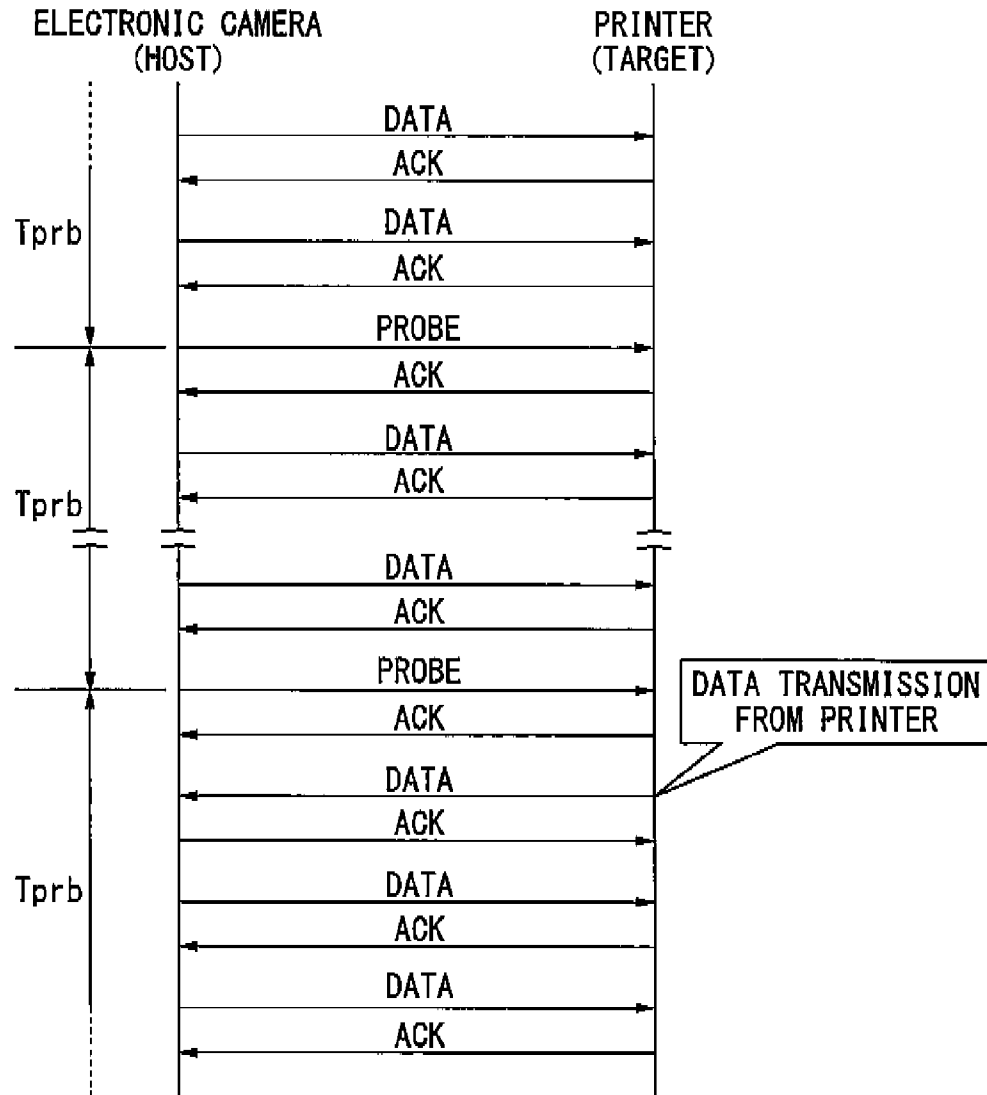 ELECTRONIC CAMERA
(HOST)
PRINTER
(TARGET)
DATA
ACK
Tprb
DATA
ACK
PROBE
ACK
DATA
ACK
Tprb
DATA
ACK
PROBE
DATA TRANSMISSION
FROM PRINTER
ACK
DATA
ACK
Tprb
DATA
ACK
DATA
ACK